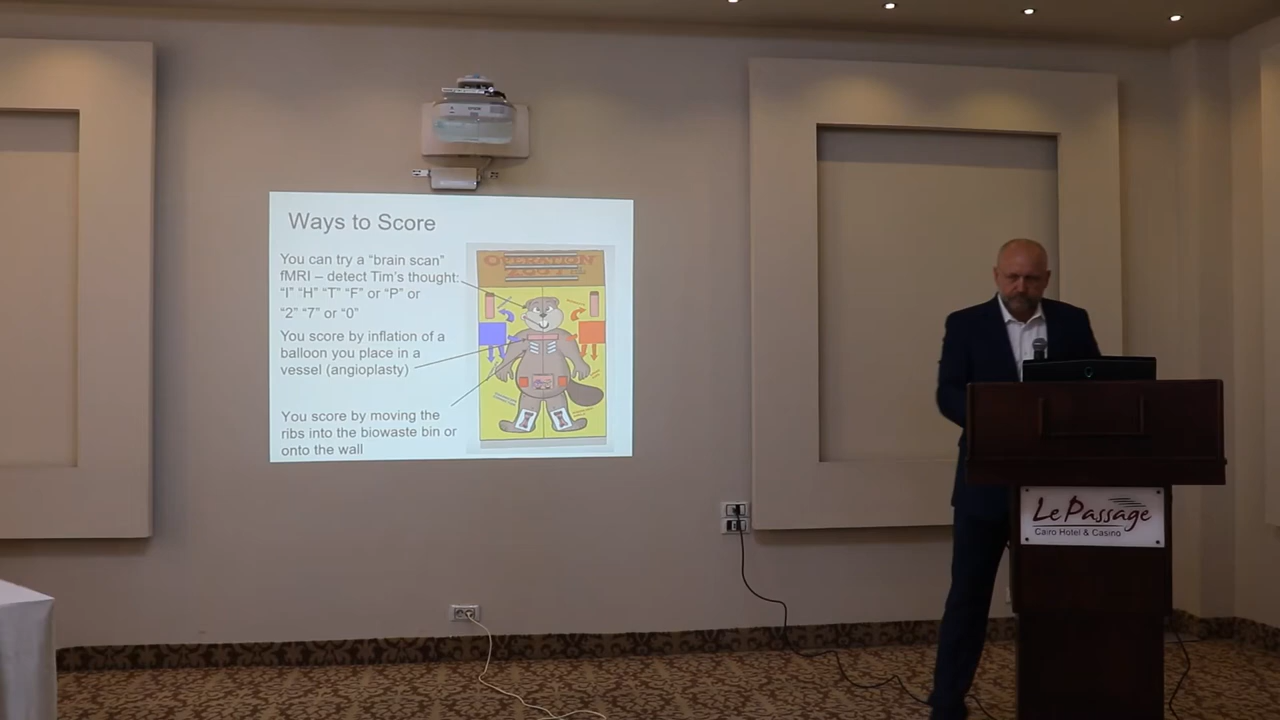 EPSON
Ways to Score
You can try a “brain scan”
fMRI – detect Tim’s thought:
“I” “H” “T” “F” or “P” or
“2” “7” or “0”
You score by inflation of a
balloon you place in a
vessel (angioplasty)
You score by moving the
ribs into the biowaste bin or
onto the wall
OPERATION
Le Passage
Cairo Hotel & Casino